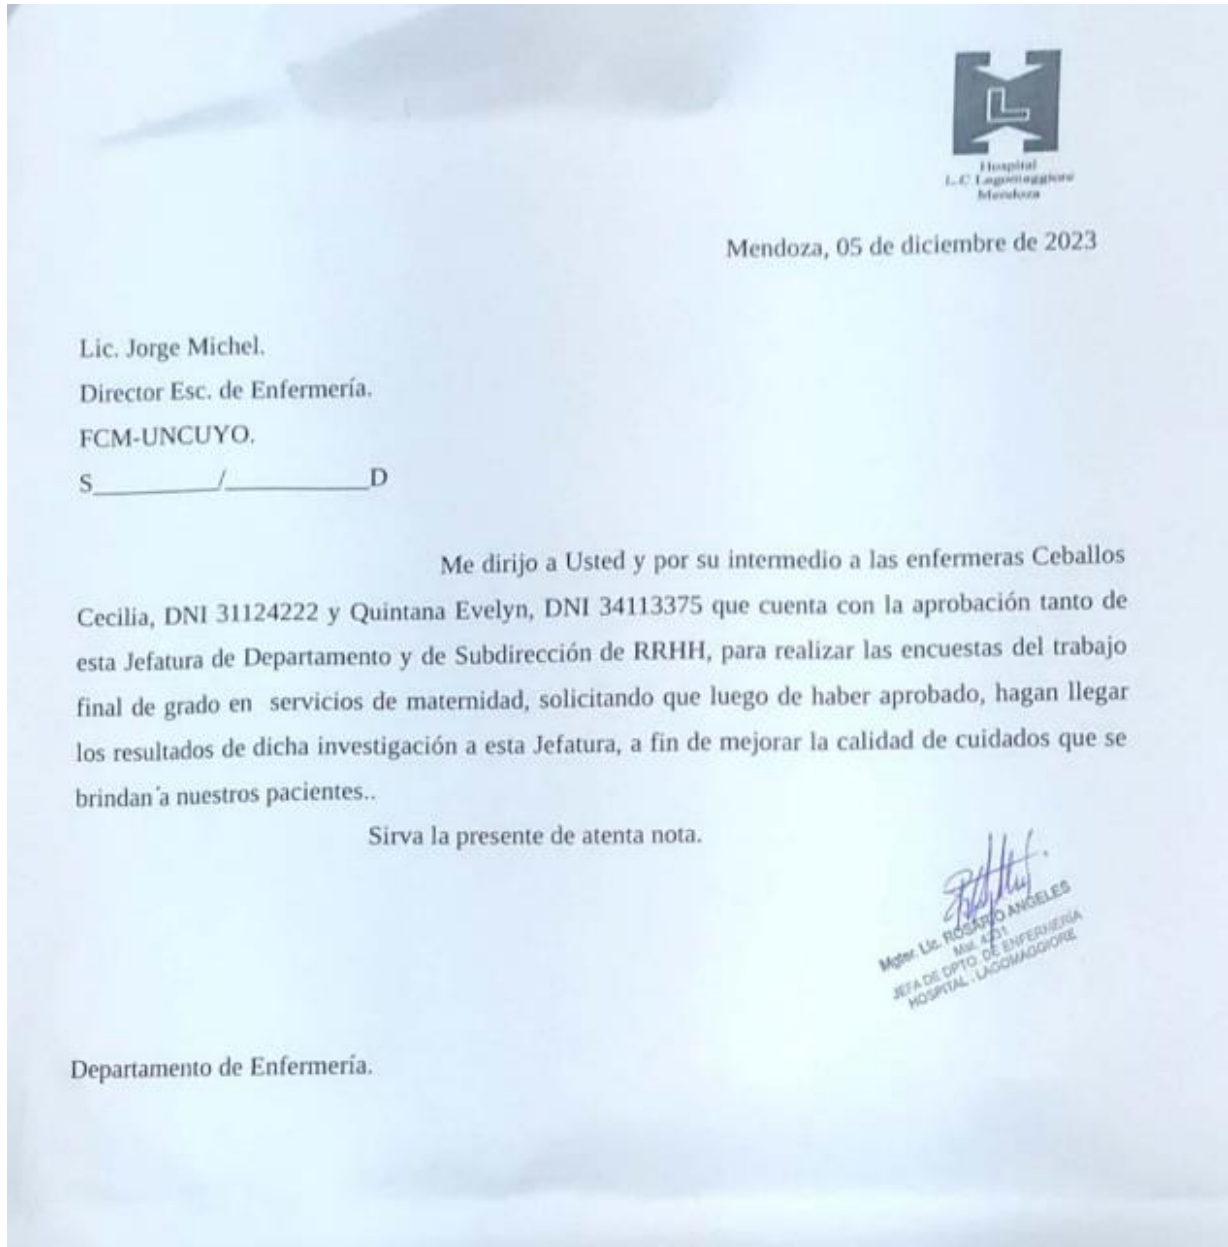 Hospital
L.C Lagomaggiore
Mendoza
Mendoza, 05 de diciembre de 2023
Lic. Jorge Michel.
Director Esc. de Enfermería.
FCM-UNCUYO.
S__________/____________D
Me dirijo a Usted y por su intermedio a las enfermeras Ceballos
Cecilia, DNI 31124222 y Quintana Evelyn, DNI 34113375 que cuenta con la aprobación tanto de
esta Jefatura de Departamento y de Subdirección de RRHH, para realizar las encuestas del trabajo
final de grado en servicios de maternidad, solicitando que luego de haber aprobado, hagan llegar
los resultados de dicha investigación a esta Jefatura, a fin de mejorar la calidad de cuidados que se
brindan´a nuestros pacientes..
Sirva la presente de atenta nota.
Mgter. Lic. ROSARIO ANGELES
Mat.
JEFA DE DPTO. DE ENFERMERÍA
HOSPITAL . LAGOMAGGIORE
Departamento de Enfermería.